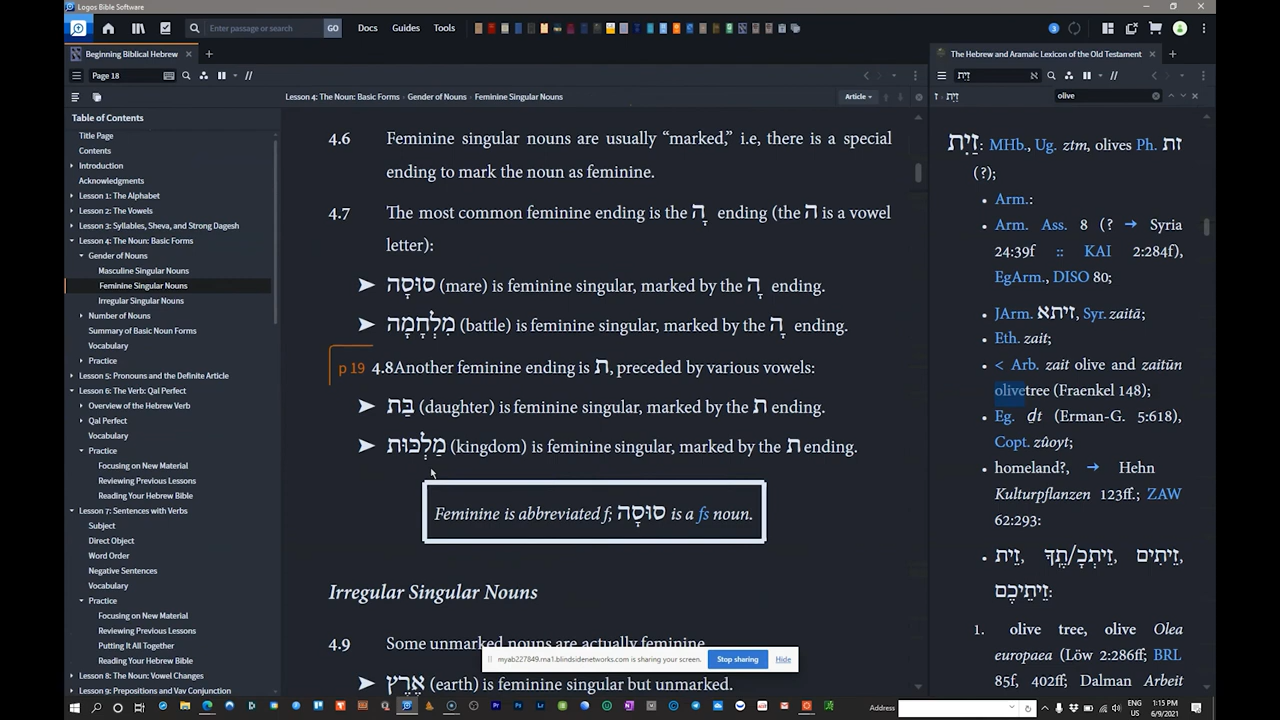 Logos Bible Software
Enter passage or search
GO
Docs
Guides
Tools
3
Beginning Biblical Hebrew
Page 18
Lesson 4: The Noun: Basic Forms › Gender of Nouns › Feminine Singular Nouns
Article
Table of Contents
Title Page
Contents
Introduction
Acknowledgments
Lesson 1: The Alphabet
Lesson 2: The Vowels
Lesson 3: Syllables, Sheva, and Strong Dagesh
Lesson 4: The Noun: Basic Forms
Gender of Nouns
Masculine Singular Nouns
Feminine Singular Nouns
Irregular Singular Nouns
Number of Nouns
Summary of Basic Noun Forms
Vocabulary
Practice
Lesson 5: Pronouns and the Definite Article
Lesson 6: The Verb: Qal Perfect
Overview of the Hebrew Verb
Qal Perfect
Vocabulary
Practice
Focusing on New Material
Reviewing Previous Lessons
Reading Your Hebrew Bible
Lesson 7: Sentences with Verbs
Subject
Direct Object
Word Order
Negative Sentences
Vocabulary
Practice
Focusing on New Material
Reviewing Previous Lessons
Putting It All Together
Reading Your Hebrew Bible
Lesson 8: The Noun: Vowel Changes
Lesson 9: Prepositions and Vav Conjunction
4.6 Feminine singular nouns are usually “marked,” i.e, there is a special
ending to mark the noun as feminine.
4.7 The most common feminine ending is the ָה ending (the ה is a vowel
letter):
➤ סוּסָה (mare) is feminine singular, marked by the ָה ending.
➤ מִלְחָמָה (battle) is feminine singular, marked by the ָה ending.
p 19 4.8Another feminine ending is ת, preceded by various vowels:
➤ בַּת (daughter) is feminine singular, marked by the ת ending.
➤ מַלְכּוּת (kingdom) is feminine singular, marked by the ת ending.
Feminine is abbreviated f; סוּסָה is a fs noun.
Irregular Singular Nouns
4.9 Some unmarked nouns are actually feminine.
➤ אֶרֶץ (earth) is feminine singular but unmarked.
myab227849.rna1.blindsidenetworks.com is sharing your screen.
Stop sharing
Hide
The Hebrew and Aramaic Lexicon of the Old Testament
זַיִת
ז › זַיִת
olive
זַיִת: MHb., Ug. ztm, olives Ph. זת
(?);
• Arm.:
• Arm. Ass. 8 (? → Syria
24:39f :: KAI 2:284f),
EgArm., DISO 80;
JArm. זיתא, Syr. zaitā;
Eth. zait;
• < Arb. zait olive and zaitūn
olivetree (Fraenkel 148);
Eg. ḏt (Erman-G. 5:618),
Copt. zûoyt;
• homeland?, → Hehn
Kulturpflanzen 123ff.; ZAW
62:293:
1. olive tree, olive Olea
europaea (Löw 2:286ff; BRL
85f, 402ff; Dalman Arbeit
Address
ENG
US
1:15 PM
6/9/2021